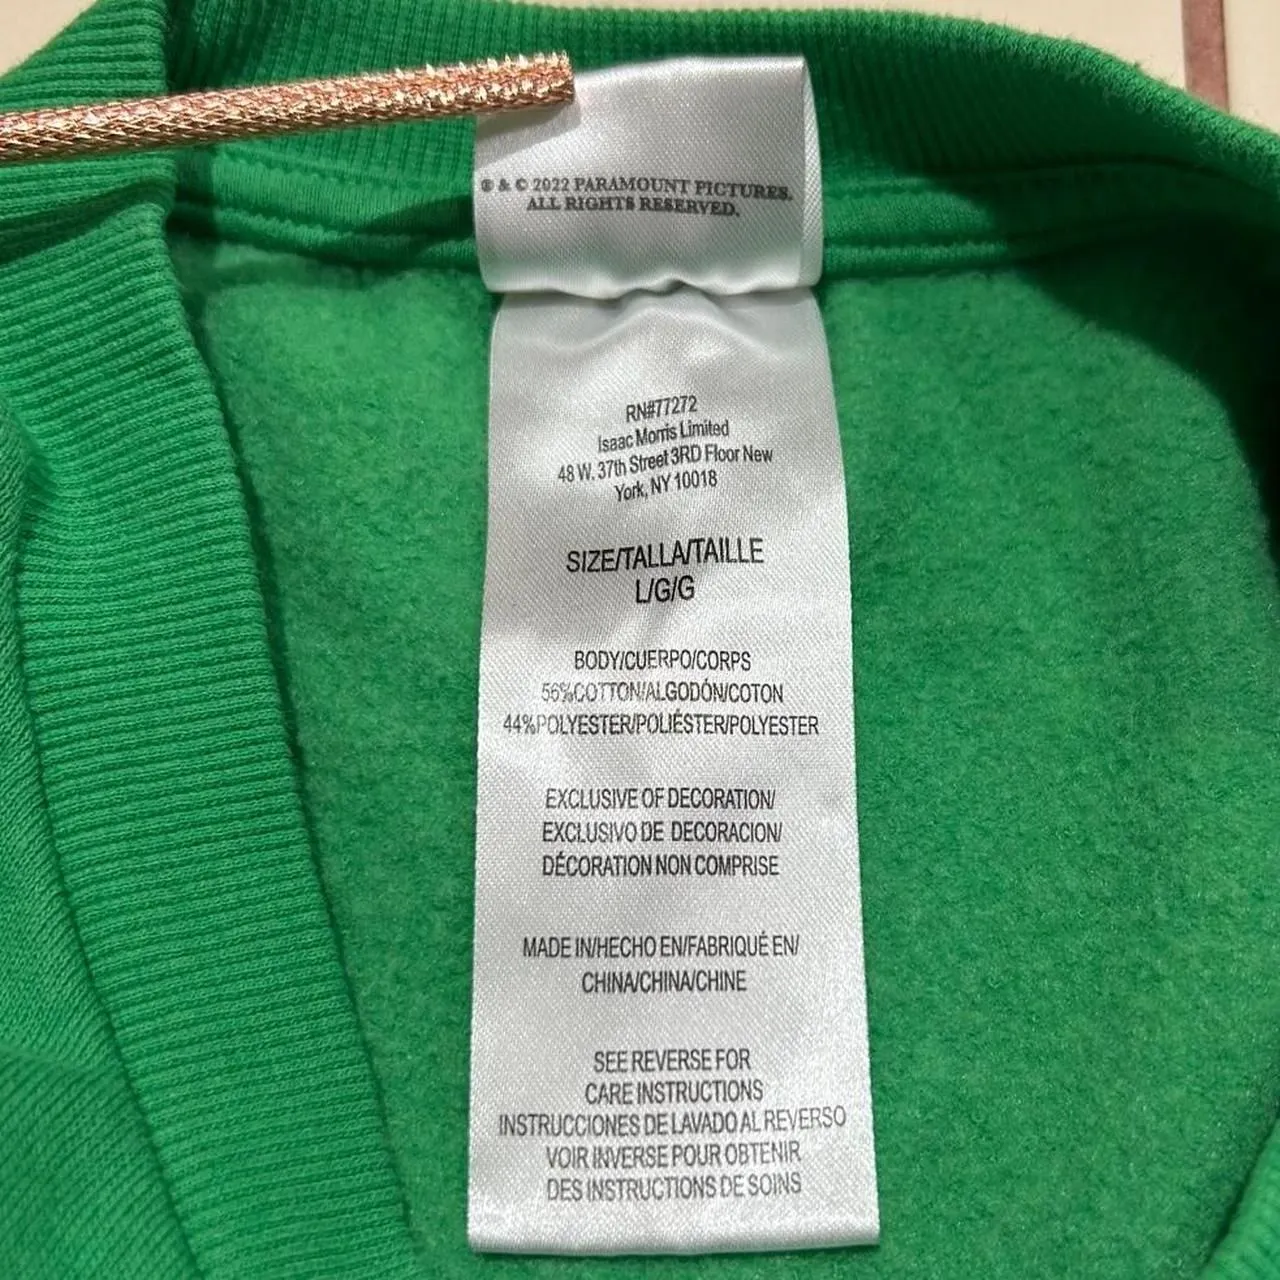 ® & © 2022 PARAMOUNT PICTURES.
ALL RIGHTS RESERVED.
RN#77272
Isaac Morris Limited
48 W. 37th Street 3RD Floor New
York, NY 10018
SIZE/TALLA/TAILLE
L/G/G
BODY/CUERPO/CORPS
56%COTTON/ALGODÓN/COTON
44%POLYESTER/POLIÉSTER/POLYESTER
EXCLUSIVE OF DECORATION/
EXCLUSIVO DE DECORACION/
DÉCORATION NON COMPRISE
MADE IN/HECHO EN/FABRIQUÉ EN/
CHINA/CHINA/CHINE
SEE REVERSE FOR
CARE INSTRUCTIONS
INSTRUCCIONES DE LAVADO AL REVERSO
VOIR INVERSE POUR OBTENIR
DES INSTRUCTIONS DE SOINS